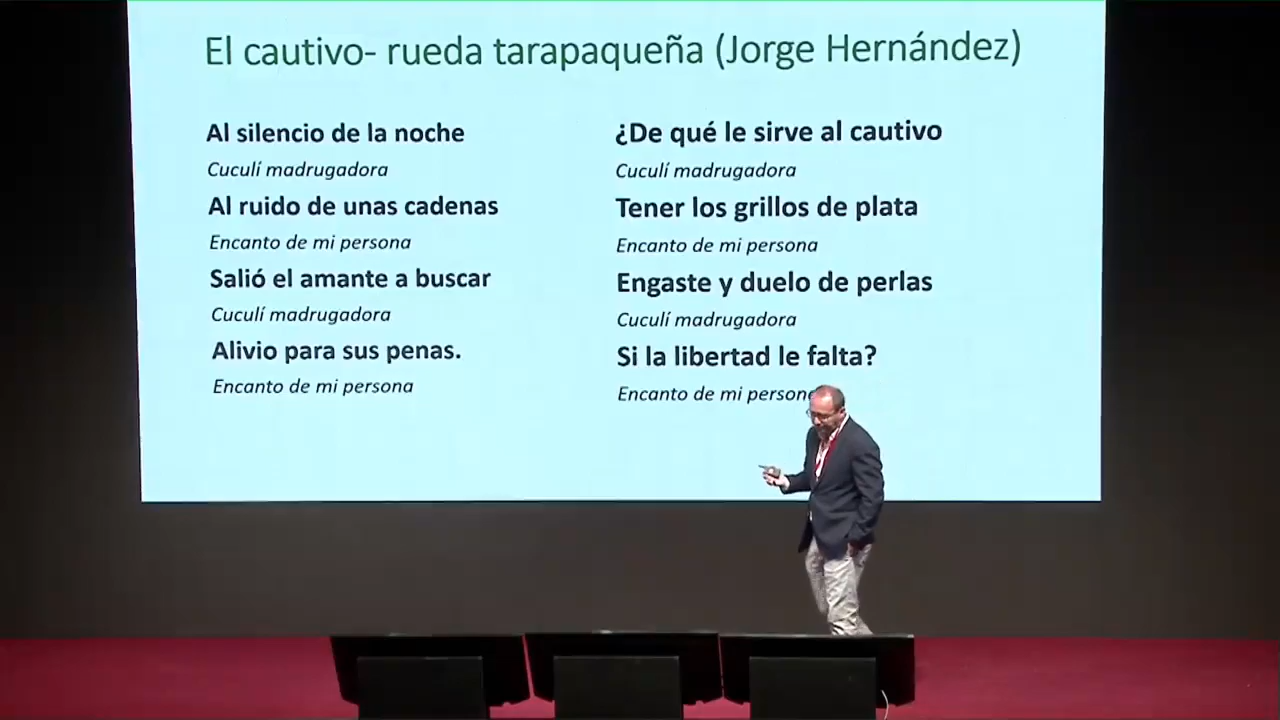 El cautivo- rueda tarapaqueña (Jorge Hernández)
Al silencio de la noche
Cuculí madrugadora
Al ruido de unas cadenas
Encanto de mi persona
Salió el amante a buscar
Cuculí madrugadora
Alivio para sus penas.
Encanto de mi persona
¿De qué le sirve al cautivo
Cuculí madrugadora
Tener los grillos de plata
Encanto de mi persona
Engaste y duelo de perlas
Cuculí madrugadora
Si la libertad le falta?
Encanto de mi persona